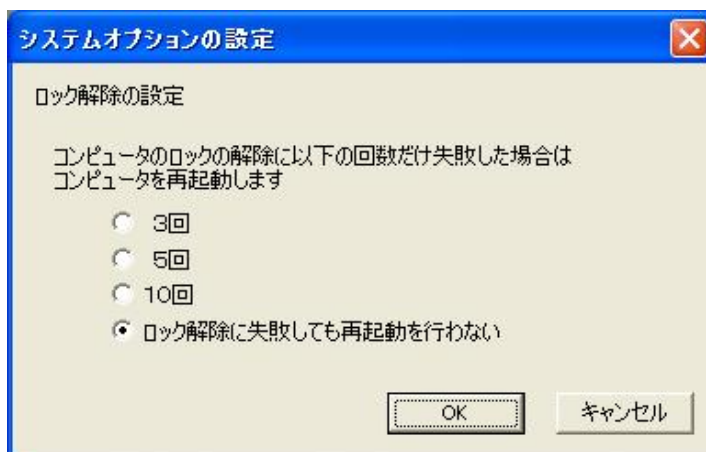 システムオプションの設定
ロック解除の設定
コンピュータのロックの解除に以下の回数だけ失敗した場合は
コンピュータを再起動します
3回
5回
10回
ロック解除に失敗しても再起動を行わない
OK キャンセル